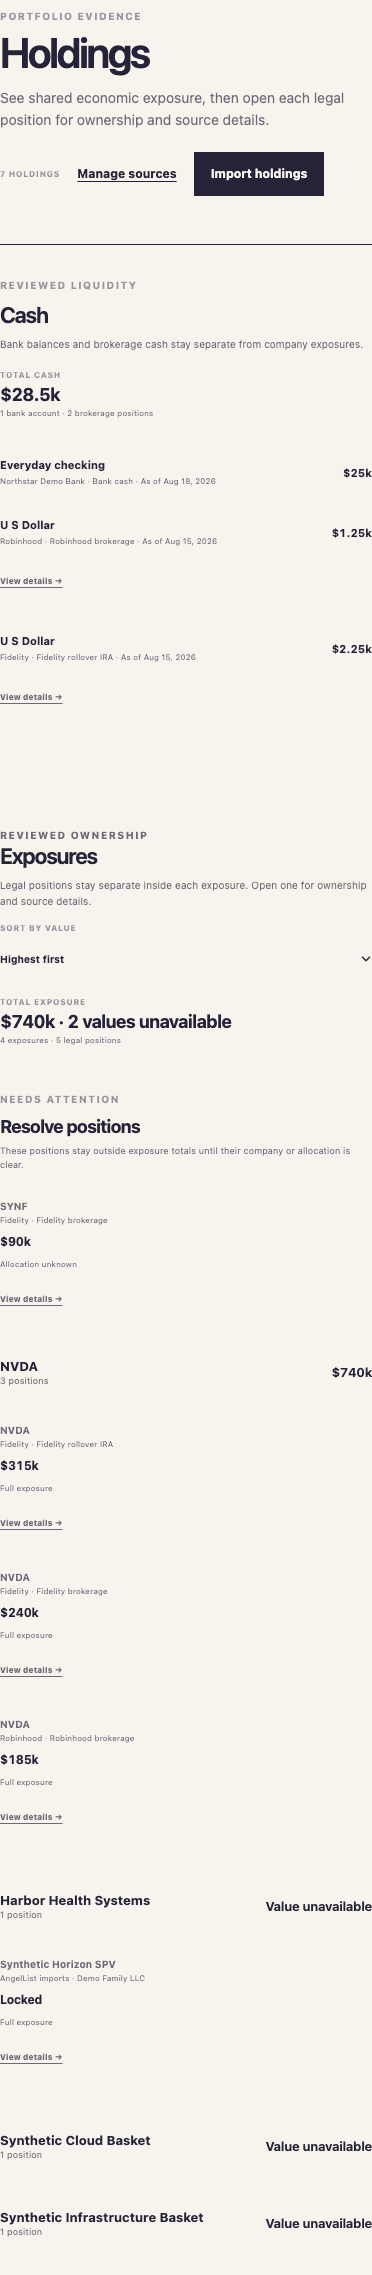 PORTFOLIO EVIDENCE
Holdings
See shared economic exposure, then open each legal
position for ownership and source details.
7 HOLDINGS Manage sources Import holdings
REVIEWED LIQUIDITY
Cash
Bank balances and brokerage cash stay separate from company exposures.
TOTAL CASH
$28.5k
1 bank account · 2 brokerage positions
Everyday checking
Northstar Demo Bank · Bank cash · As of Aug 18, 2026
$25k
U S Dollar
Robinhood · Robinhood brokerage · As of Aug 15, 2026
$1.25k
View details →
U S Dollar
Fidelity · Fidelity rollover IRA · As of Aug 15, 2026
$2.25k
View details →
REVIEWED OWNERSHIP
Exposures
Legal positions stay separate inside each exposure. Open one for ownership
and source details.
SORT BY VALUE
Highest first
TOTAL EXPOSURE
$740k · 2 values unavailable
4 exposures · 5 legal positions
NEEDS ATTENTION
Resolve positions
These positions stay outside exposure totals until their company or allocation is
clear.
SYNF
Fidelity · Fidelity brokerage
$90k
Allocation unknown
View details →
NVDA
3 positions
$740k
NVDA
Fidelity · Fidelity rollover IRA
$315k
Full exposure
View details →
NVDA
Fidelity · Fidelity brokerage
$240k
Full exposure
View details →
NVDA
Robinhood · Robinhood brokerage
$185k
Full exposure
View details →
Harbor Health Systems
1 position
Value unavailable
Synthetic Horizon SPV
AngelList imports · Demo Family LLC
Locked
Full exposure
View details →
Synthetic Cloud Basket
1 position
Value unavailable
Synthetic Infrastructure Basket
1 position
Value unavailable